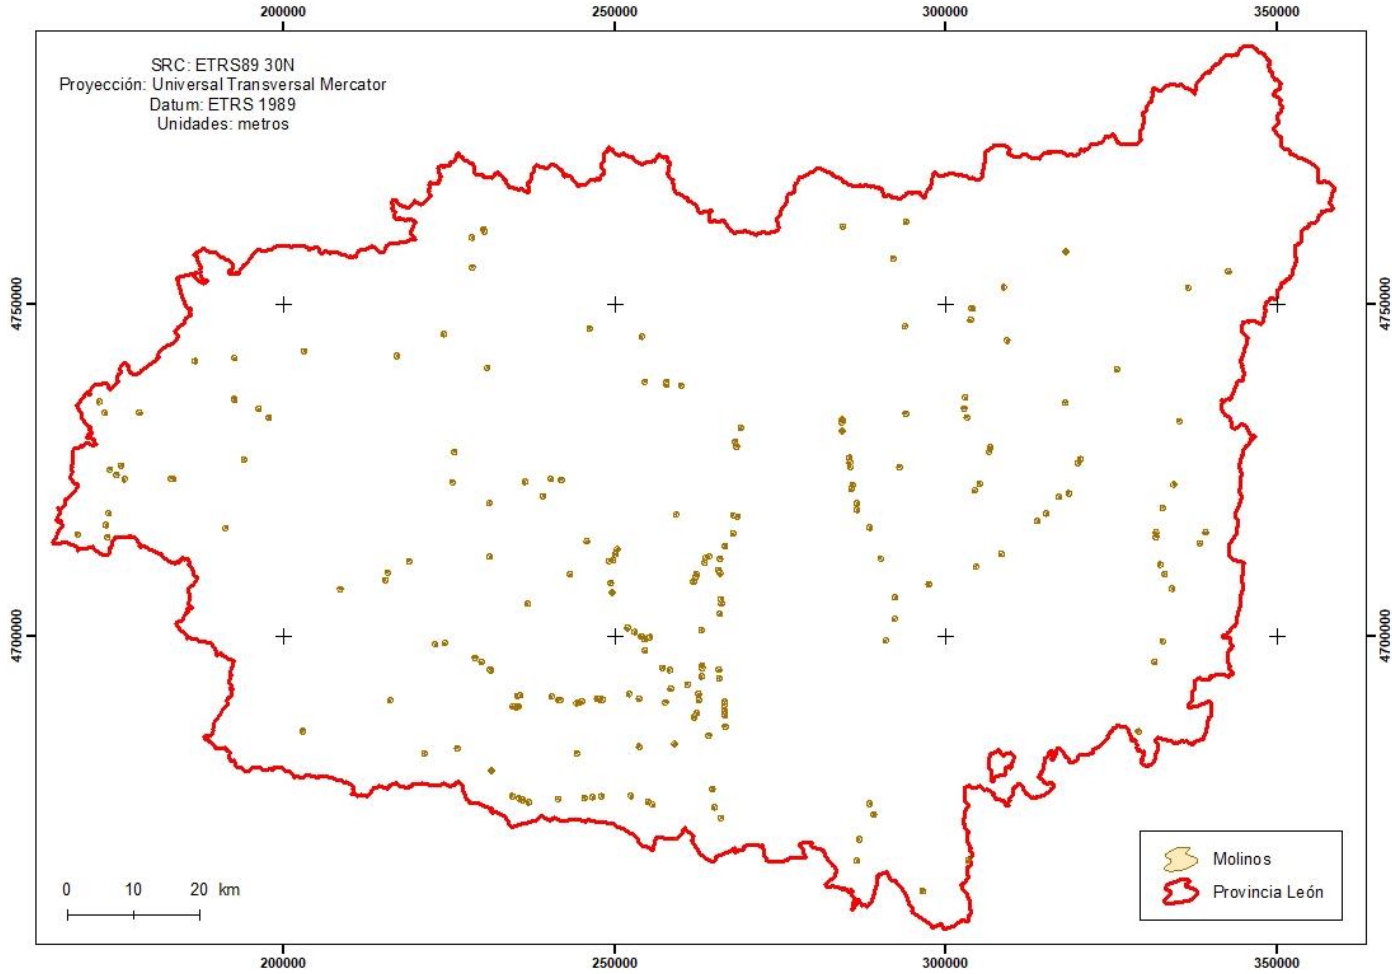 200000 250000 300000 350000
SRC: ETRS89 30N
Proyección: Universal Transversal Mercator
Datum: ETRS 1989
Unidades: metros
4750000 4750000
4700000 4700000
Molinos
Provincia León
0 10 20 km
200000 250000 300000 350000